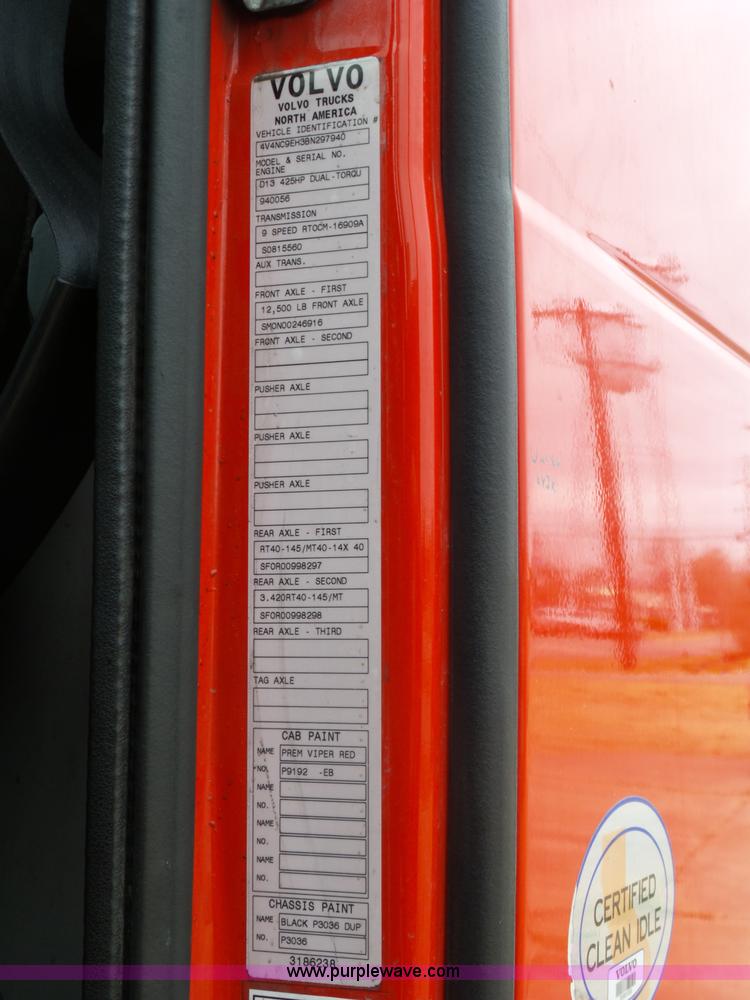 VOLVO
VOLVO TRUCKS
NORTH AMERICA
VEHICLE IDENTIFICATION #
4V4NC9EH3BN297940
MODEL & SERIAL NO.
ENGINE
D13 425HP DUAL-TORQU
940056
TRANSMISSION
9 SPEED RTOCM-16909A
S0815560
AUX TRANS.
FRONT AXLE - FIRST
12,500 LB FRONT AXLE
SMON00246916
FRONT AXLE - SECOND
PUSHER AXLE
PUSHER AXLE
PUSHER AXLE
REAR AXLE - FIRST
RT40-145/MT40-14X 40
SFOR00998297
REAR AXLE - SECOND
3.420RT40-145/MT
SFOR00998298
REAR AXLE - THIRD
TAG AXLE
CAB PAINT
NAME PREM VIPER RED
NO. P9192 -EB
NAME
NO.
NAME
NO.
NAME
NO.
CHASSIS PAINT
NAME BLACK P3036 DUP
NO. P3036
3186238
CERTIFIED
CLEAN IDLE
VOLVO
www.purplewave.com